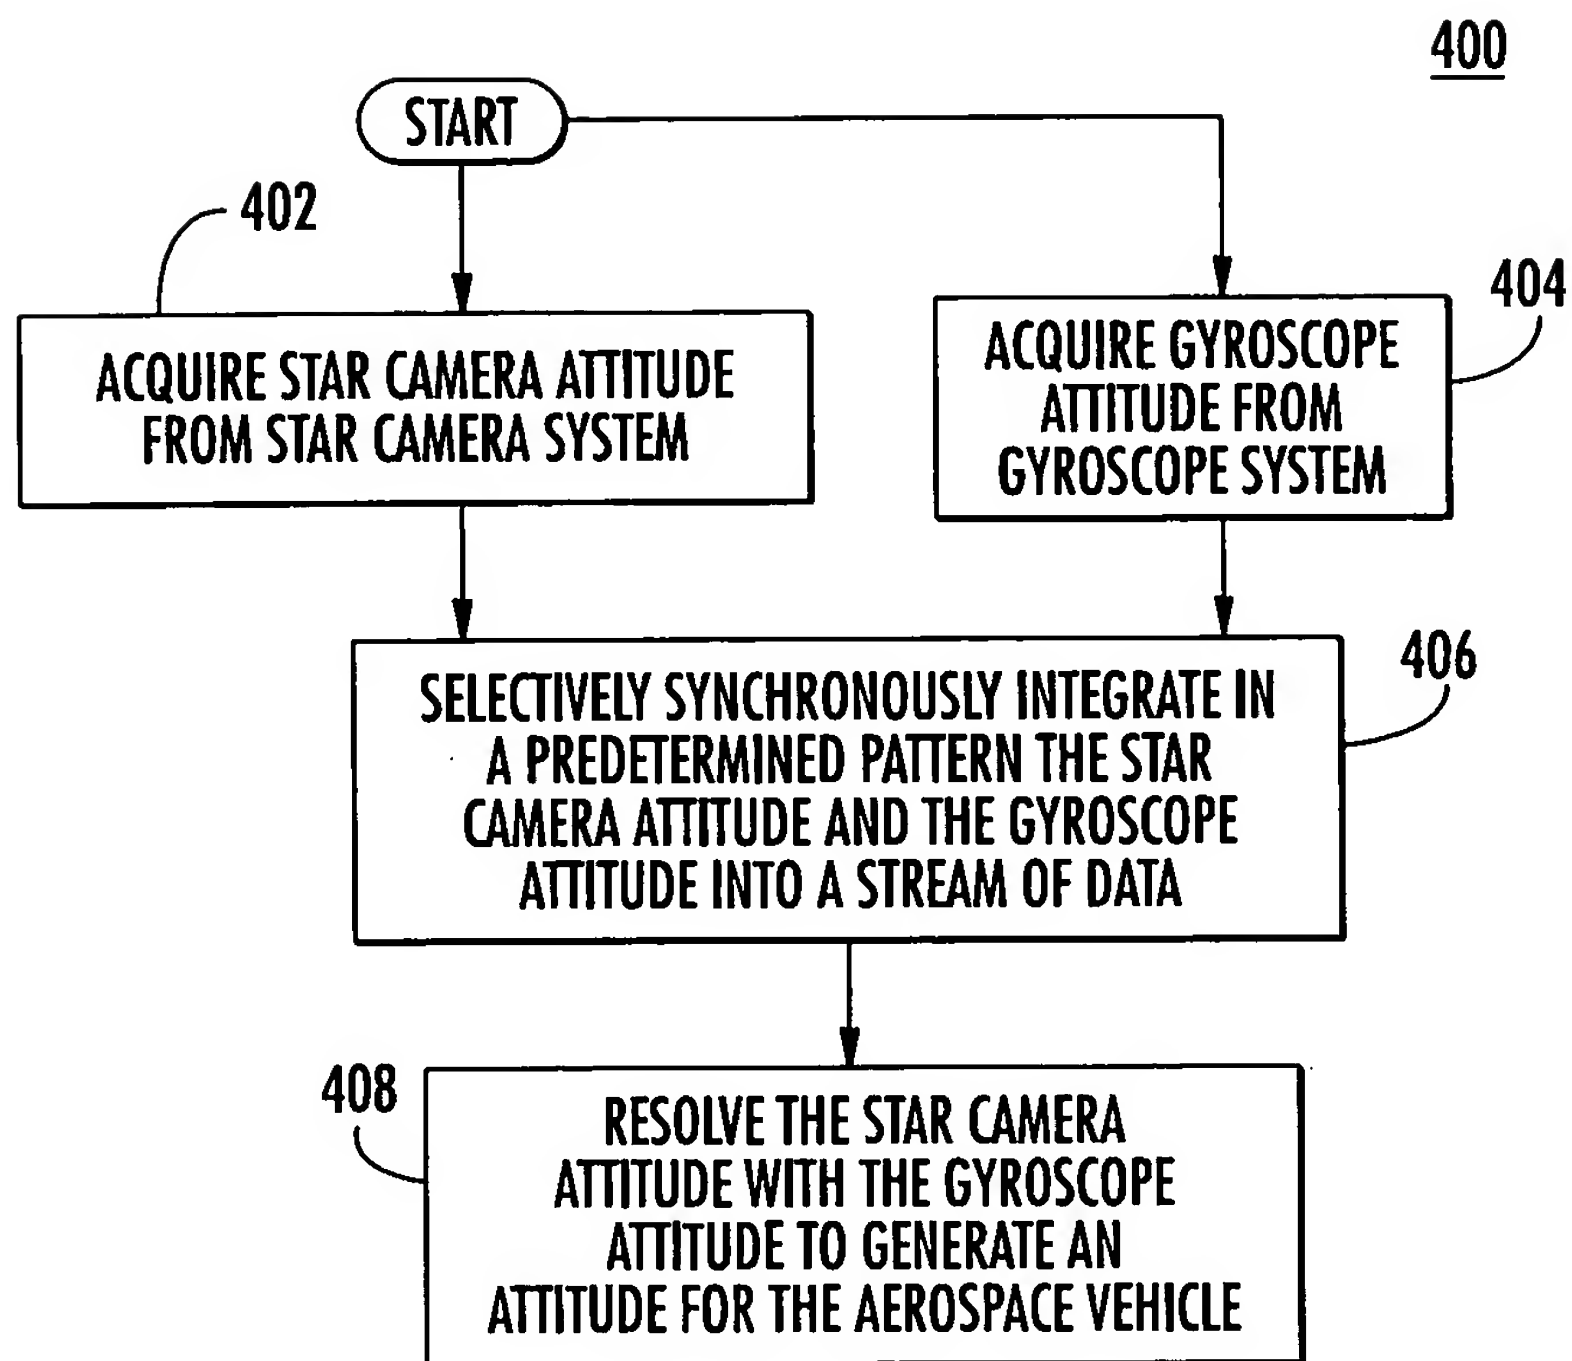 400
START
402
ACQUIRE STAR CAMERA ATTITUDE
FROM STAR CAMERA SYSTEM
404
ACQUIRE GYROSCOPE
ATTITUDE FROM
GYROSCOPE SYSTEM
406
SELECTIVELY SYNCHRONOUSLY INTEGRATE IN
A PREDETERMINED PATTERN THE STAR
CAMERA ATTITUDE AND THE GYROSCOPE
ATTITUDE INTO A STREAM OF DATA
408
RESOLVE THE STAR CAMERA
ATTITUDE WITH THE GYROSCOPE
ATTITUDE TO GENERATE AN
ATTITUDE FOR THE AEROSPACE VEHICLE